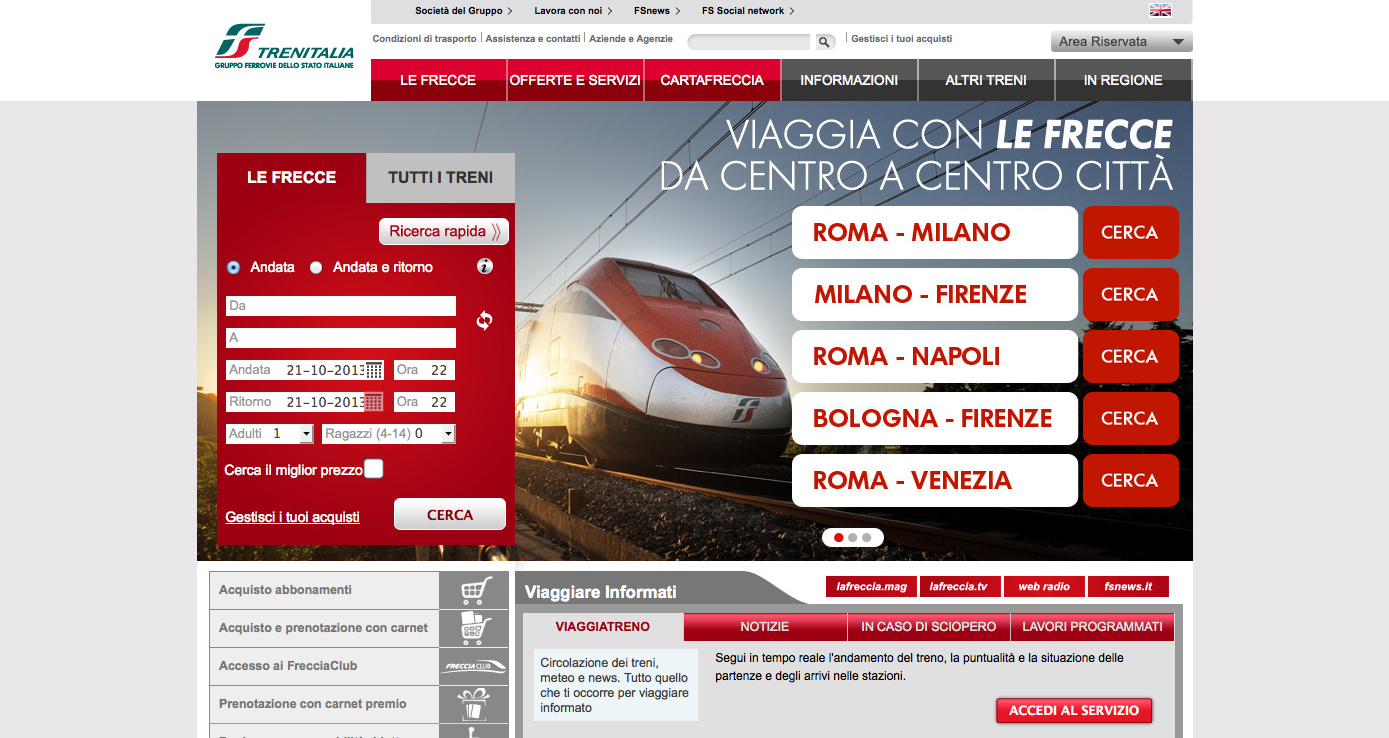 Società del Gruppo
Lavora con noi
FSnews
FS Social network
TRENITALIA
GRUPPO FERROVIE DELLO STATO ITALIANE
Condizioni di trasporto
Assistenza e contatti
Aziende e Agenzie
Gestisci i tuoi acquisti
Area Riservata
LE FRECCE
OFFERTE E SERVIZI
CARTAFRECCIA
INFORMAZIONI
ALTRI TRENI
IN REGIONE
VIAGGIA CON LE FRECCE
DA CENTRO A CENTRO CITTÀ
LE FRECCE
TUTTI I TRENI
Ricerca rapida
Andata
Andata e ritorno
i
Da
A
Andata 21-10-2013 Ora 22
Ritorno 21-10-2013 Ora 22
Adulti 1 Ragazzi (4-14) 0
Cerca il miglior prezzo
Gestisci i tuoi acquisti
CERCA
ROMA - MILANO CERCA
MILANO - FIRENZE CERCA
ROMA - NAPOLI CERCA
BOLOGNA - FIRENZE CERCA
ROMA - VENEZIA CERCA
Acquisto abbonamenti
Acquisto e prenotazione con carnet
Accesso ai FrecciaClub
FRECCIACLUB
Prenotazione con carnet premio
Viaggiare Informati
lafreccia.mag
lafreccia.tv
web radio
fsnews.it
VIAGGIATRENO
NOTIZIE
IN CASO DI SCIOPERO
LAVORI PROGRAMMATI
Circolazione dei treni,
meteo e news. Tutto quello
che ti occorre per viaggiare
informato
Segui in tempo reale l'andamento del treno, la puntualità e la situazione delle
partenze e degli arrivi nelle stazioni.
ACCEDI AL SERVIZIO